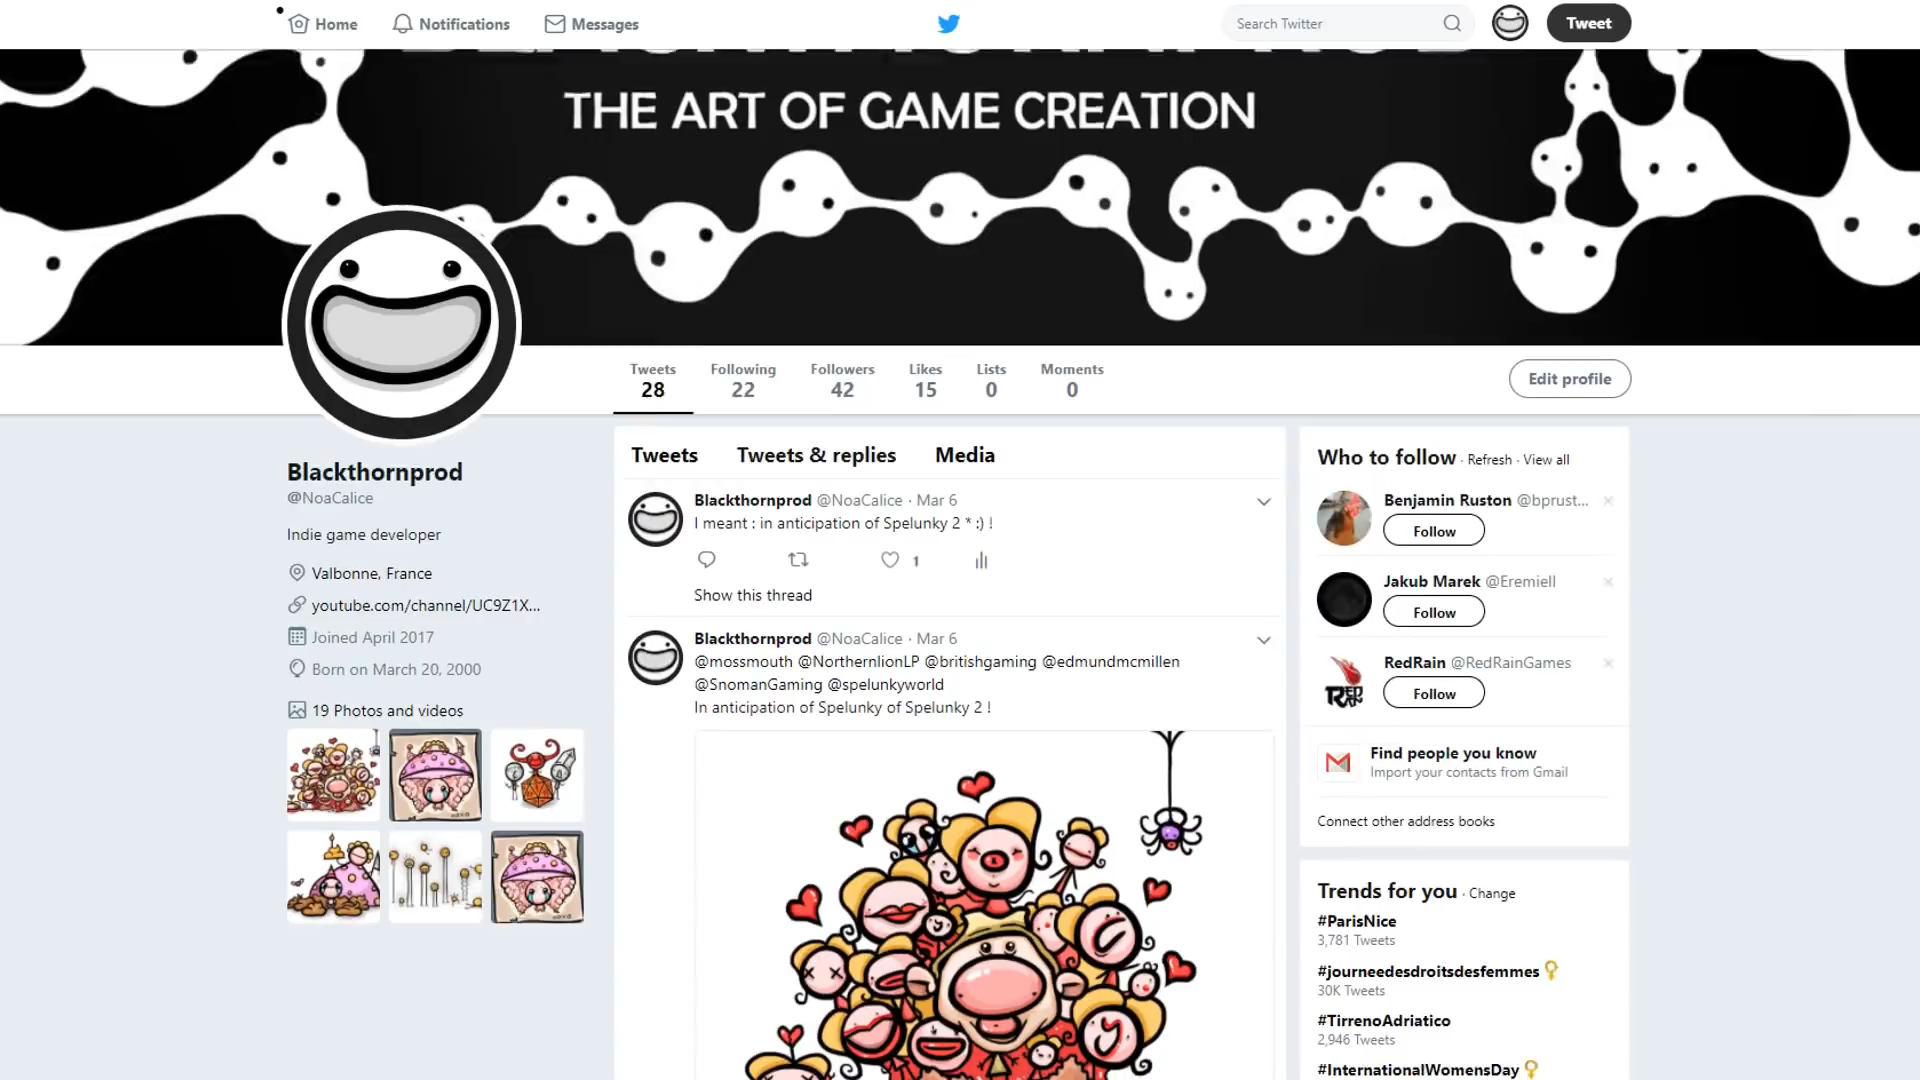 Home
Notifications
Messages
Search Twitter
Tweet
THE ART OF GAME CREATION
Tweets
28
Following
22
Followers
42
Likes
15
Lists
0
Moments
0
Edit profile
Blackthornprod
@NoaCalice
Indie game developer
Valbonne, France
youtube.com/channel/UC9Z1X...
Joined April 2017
Born on March 20, 2000
19 Photos and videos
Tweets Tweets & replies Media
Blackthornprod @NoaCalice · Mar 6
I meant : in anticipation of Spelunky 2 * :) !
1
Show this thread
Blackthornprod @NoaCalice · Mar 6
@mossmouth @NorthernlionLP @britishgaming @edmundmcmillen
@SnomanGaming @spelunkyworld
In anticipation of Spelunky of Spelunky 2 !
Who to follow · Refresh · View all
Benjamin Ruston @bprust...
Follow
Jakub Marek @Eremiell
Follow
RedRain @RedRainGames
Follow
Find people you know
Import your contacts from Gmail
Connect other address books
Trends for you · Change
#ParisNice
3,781 Tweets
#journeedesdroitsdesfemmes
30K Tweets
#TirrenoAdriatico
2,946 Tweets
#InternationalWomensDay